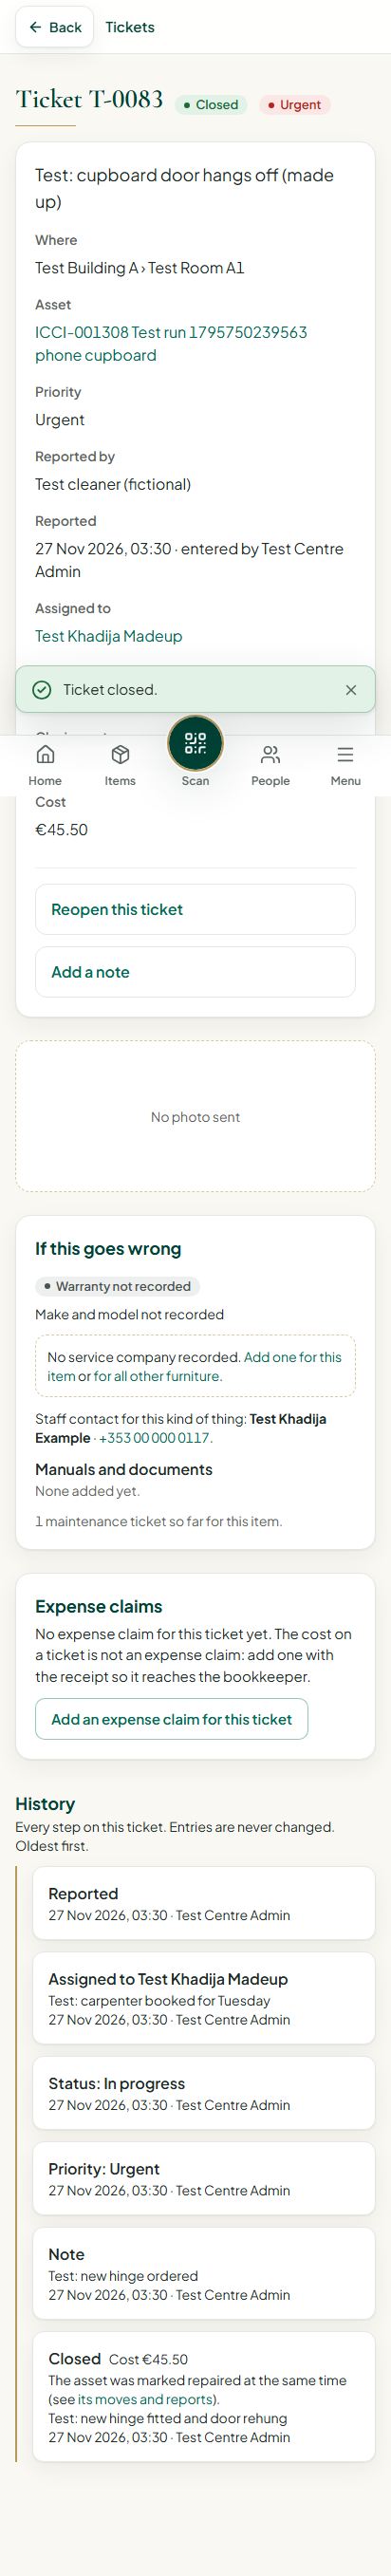 Back
Tickets
Ticket T-0083
Closed
Urgent
Test: cupboard door hangs off (made
up)
Where
Test Building A › Test Room A1
Asset
ICCI-001308 Test run 1795750239563
phone cupboard
Priority
Urgent
Reported by
Test cleaner (fictional)
Reported
27 Nov 2026, 03:30 · entered by Test Centre
Admin
Assigned to
Test Khadija Madeup
Ticket closed.
Home
Items
Scan
People
Menu
Cost
€45.50
Reopen this ticket
Add a note
No photo sent
If this goes wrong
Warranty not recorded
Make and model not recorded
No service company recorded. Add one for this
item or for all other furniture.
Staff contact for this kind of thing: Test Khadija
Example · +353 00 000 0117.
Manuals and documents
None added yet.
1 maintenance ticket so far for this item.
Expense claims
No expense claim for this ticket yet. The cost on
a ticket is not an expense claim: add one with
the receipt so it reaches the bookkeeper.
Add an expense claim for this ticket
History
Every step on this ticket. Entries are never changed.
Oldest first.
Reported
27 Nov 2026, 03:30 · Test Centre Admin
Assigned to Test Khadija Madeup
Test: carpenter booked for Tuesday
27 Nov 2026, 03:30 · Test Centre Admin
Status: In progress
27 Nov 2026, 03:30 · Test Centre Admin
Priority: Urgent
27 Nov 2026, 03:30 · Test Centre Admin
Note
Test: new hinge ordered
27 Nov 2026, 03:30 · Test Centre Admin
Closed Cost €45.50
The asset was marked repaired at the same time
(see its moves and reports).
Test: new hinge fitted and door rehung
27 Nov 2026, 03:30 · Test Centre Admin